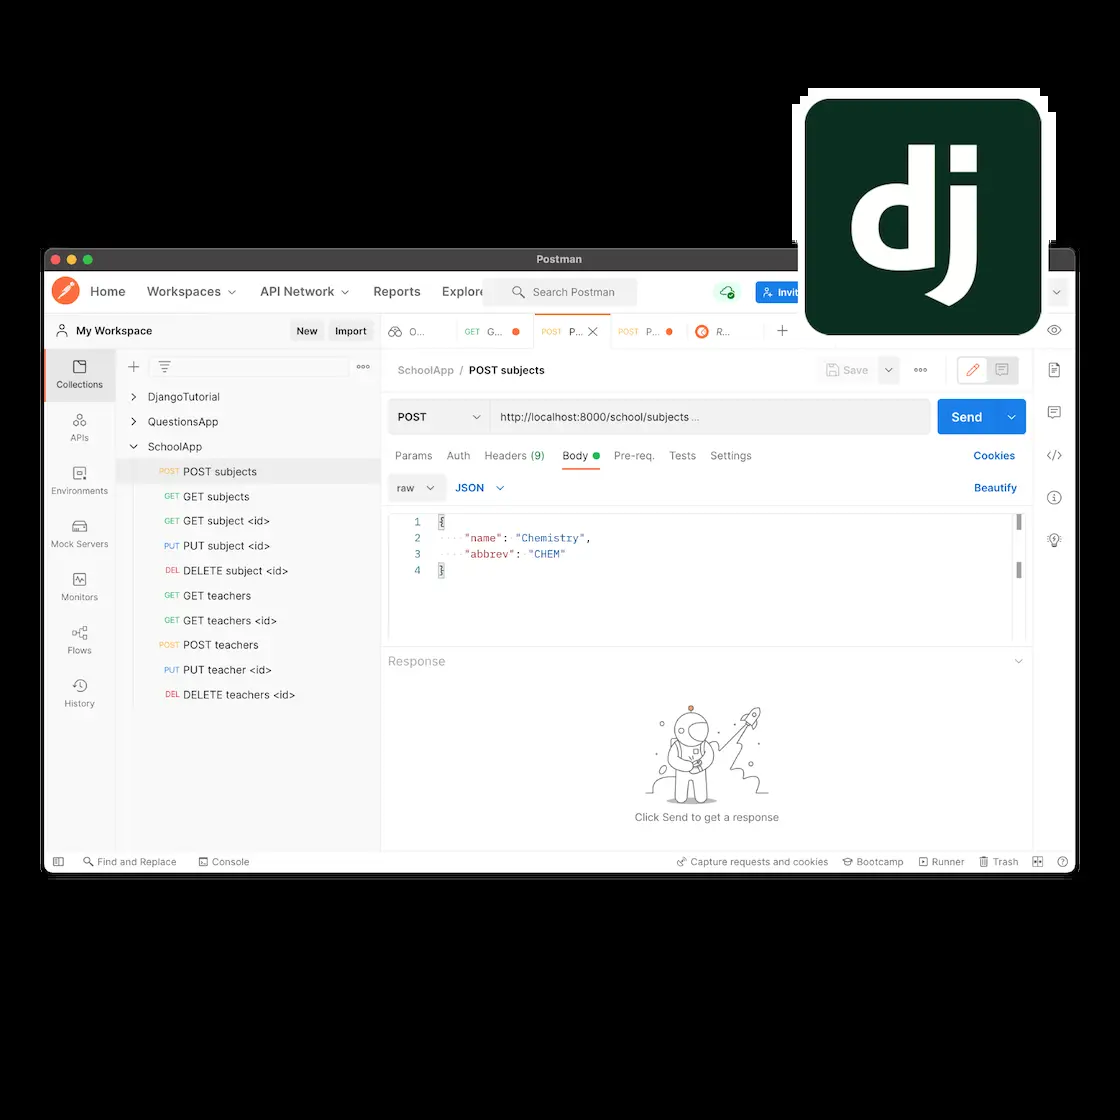 dj
Postman
Home Workspaces API Network Reports Explore Search Postman Invit
My Workspace New Import O... GET G... POST P... POST P... R...
Collections
APIs
Environments
Mock Servers
Monitors
Flows
History
DjangoTutorial
QuestionsApp
SchoolApp
POST POST subjects
GET GET subjects
GET GET subject <id>
PUT PUT subject <id>
DEL DELETE subject <id>
GET GET teachers
GET GET teachers <id>
POST POST teachers
PUT PUT teacher <id>
DEL DELETE teachers <id>
SchoolApp / POST subjects Save
POST http://localhost:8000/school/subjects ... Send
Params Auth Headers (9) Body Pre-req. Tests Settings Cookies
raw JSON Beautify
1 {
2 "name": "Chemistry",
3 "abbrev": "CHEM"
4 }
Response
Click Send to get a response
Find and Replace Console Capture requests and cookies Bootcamp Runner Trash